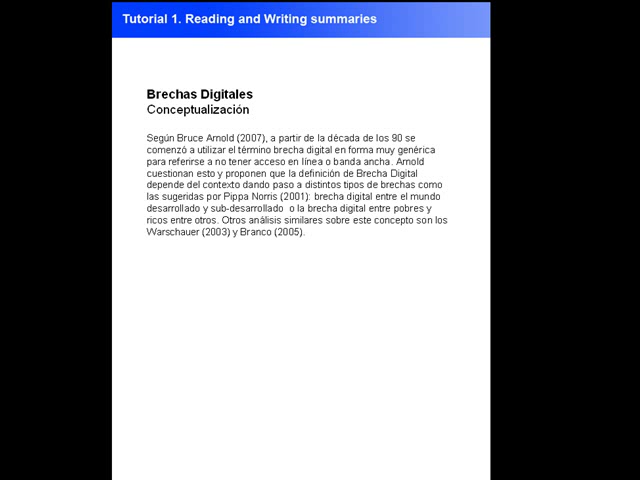 Tutorial 1. Reading and Writing summaries
Brechas Digitales
Conceptualización
Según Bruce Arnold (2007), a partir de la década de los 90 se
comenzó a utilizar el término brecha digital en forma muy genérica
para referirse a no tener acceso en línea o banda ancha. Arnold
cuestionan esto y proponen que la definición de Brecha Digital
depende del contexto dando paso a distintos tipos de brechas como
las sugeridas por Pippa Norris (2001): brecha digital entre el mundo
desarrollado y sub-desarrollado o la brecha digital entre pobres y
ricos entre otros. Otros análisis similares sobre este concepto son los
Warschauer (2003) y Branco (2005).